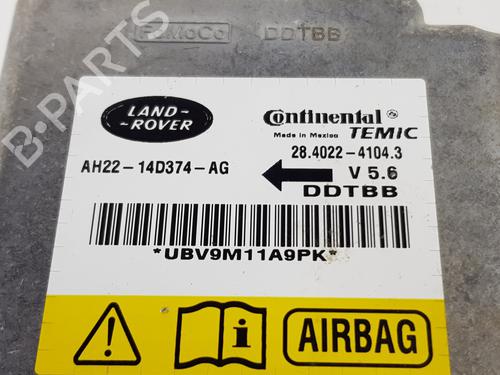 FoMoCo DDTBB
B-PARTS
LAND-
-ROVER
Continental
Made in Mexico TEMIC
28.4022-4104.3
AH22-14D374-AG
V 5.6
DDTBB
*UBV9M11A9PK*
AIRBAG